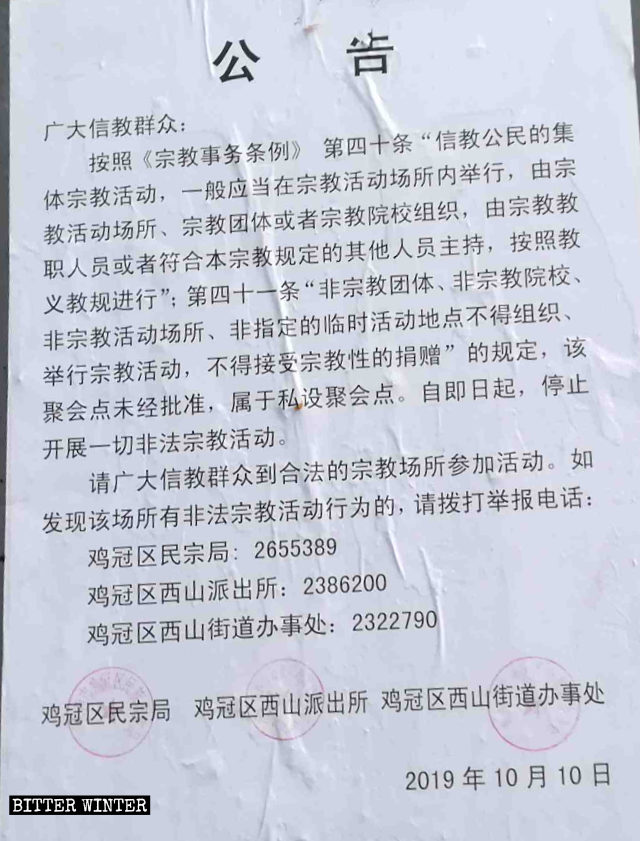 公 告
广大信教群众：
按照《宗教事务条例》 第四十条“信教公民的集
体宗教活动，一般应当在宗教活动场所内举行，由宗
教活动场所、宗教团体或者宗教院校组织，由宗教教
职人员或者符合本宗教规定的其他人员主持，按照教
义教规进行”；第四十一条“非宗教团体、非宗教院校、
非宗教活动场所、非指定的临时活动地点不得组织、
举行宗教活动，不得接受宗教性的捐赠”的规定，该
聚会点未经批准，属于私设聚会点。自即日起，停止
开展一切非法宗教活动。
请广大信教群众到合法的宗教场所参加活动。如
发现该场所有非法宗教活动行为的，请拨打举报电话：
鸡冠区民宗局：2655389
鸡冠区西山派出所：2386200
鸡冠区西山街道办事处：2322790
鸡冠区民宗局 鸡冠区西山派出所 鸡冠区西山街道办事处
2019 年 10 月 10 日
BITTER WINTER